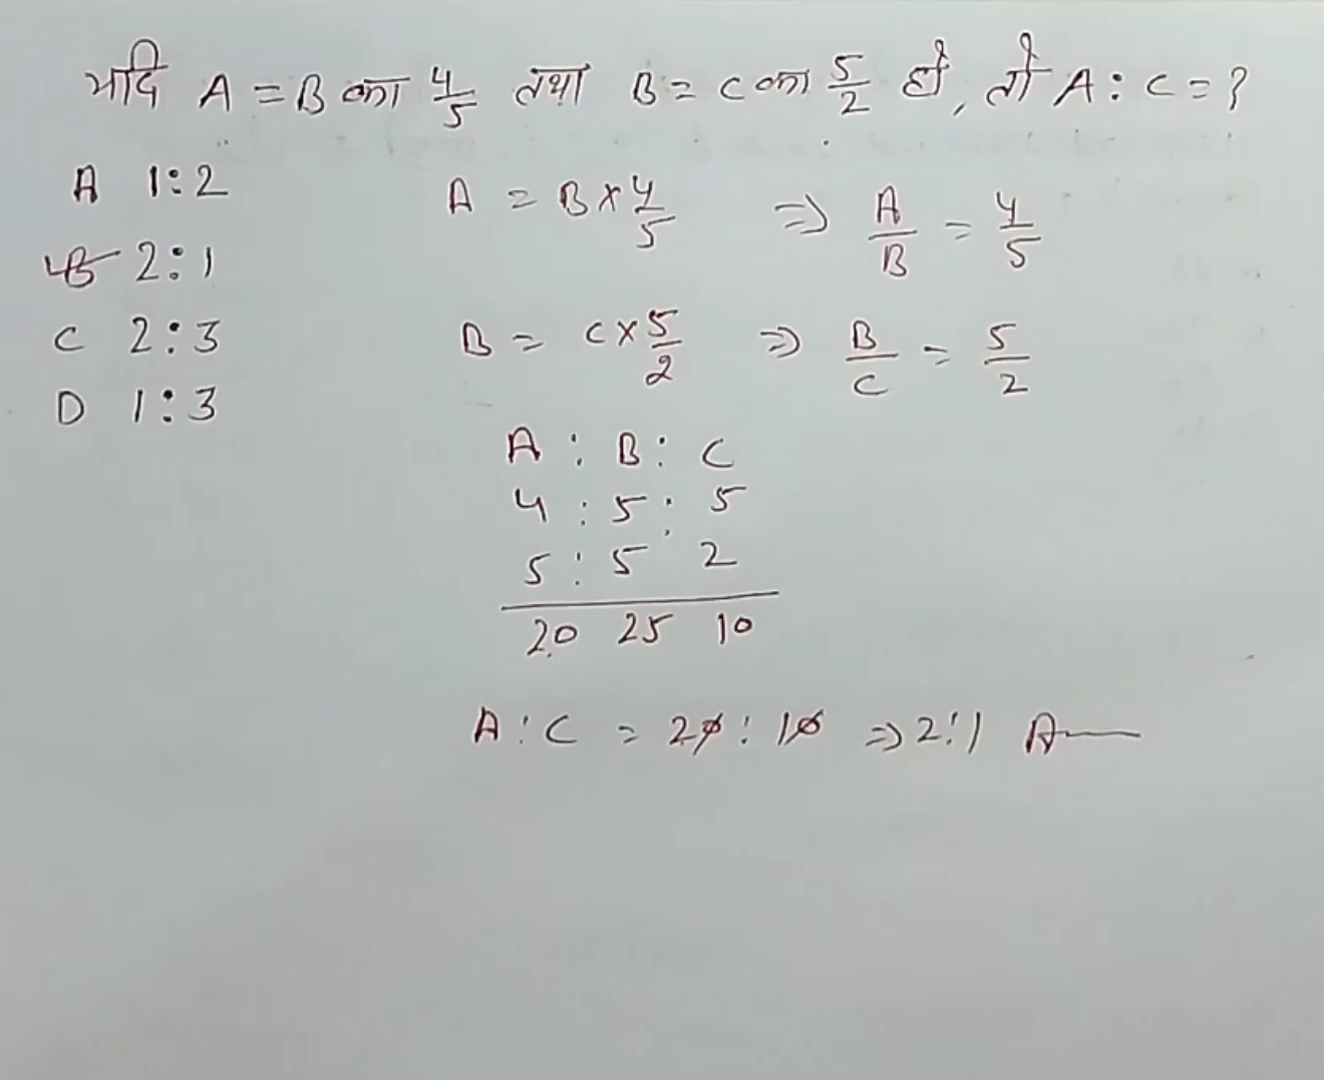 यदि A = B का 4/5 तथा B = C का 5/2 हो, तो A : C = ?
A 1:2
B 2:1
C 2:3
D 1:3
A = B × 4/5 ⇒ A/B = 4/5
B = C × 5/2 ⇒ B/C = 5/2
A : B : C
4 : 5 : 5
5 : 5 2
20 25 10
A : C = 20 : 10 ⇒ 2:1 A